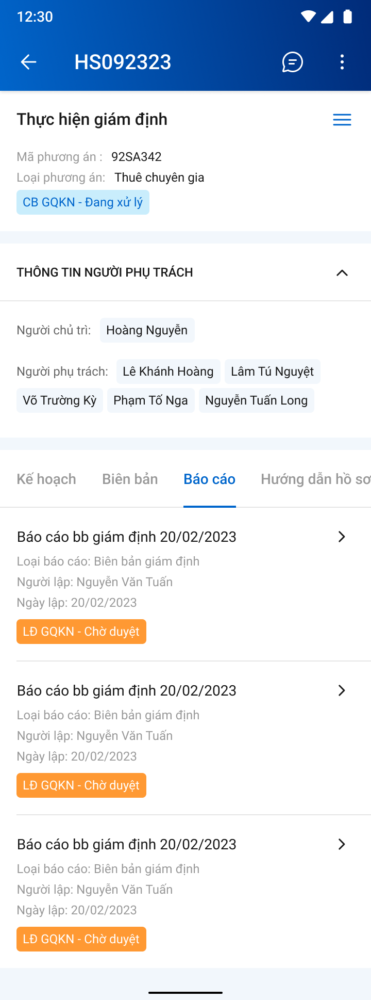 12:30
HS092323
Thực hiện giám định
Mã phương án : 92SA342
Loại phương án: Thuê chuyên gia
CB GQKN - Đang xử lý
THÔNG TIN NGƯỜI PHỤ TRÁCH
Người chủ trì: Hoàng Nguyễn
Người phụ trách: Lê Khánh Hoàng Lâm Tú Nguyệt
Võ Trường Kỳ Phạm Tố Nga Nguyễn Tuấn Long
Kế hoạch Biên bản Báo cáo Hướng dẫn hồ sơ
Báo cáo bb giám định 20/02/2023
Loại báo cáo: Biên bản giám định
Người lập: Nguyễn Văn Tuấn
Ngày lập: 20/02/2023
LĐ GQKN - Chờ duyệt
Báo cáo bb giám định 20/02/2023
Loại báo cáo: Biên bản giám định
Người lập: Nguyễn Văn Tuấn
Ngày lập: 20/02/2023
LĐ GQKN - Chờ duyệt
Báo cáo bb giám định 20/02/2023
Loại báo cáo: Biên bản giám định
Người lập: Nguyễn Văn Tuấn
Ngày lập: 20/02/2023
LĐ GQKN - Chờ duyệt